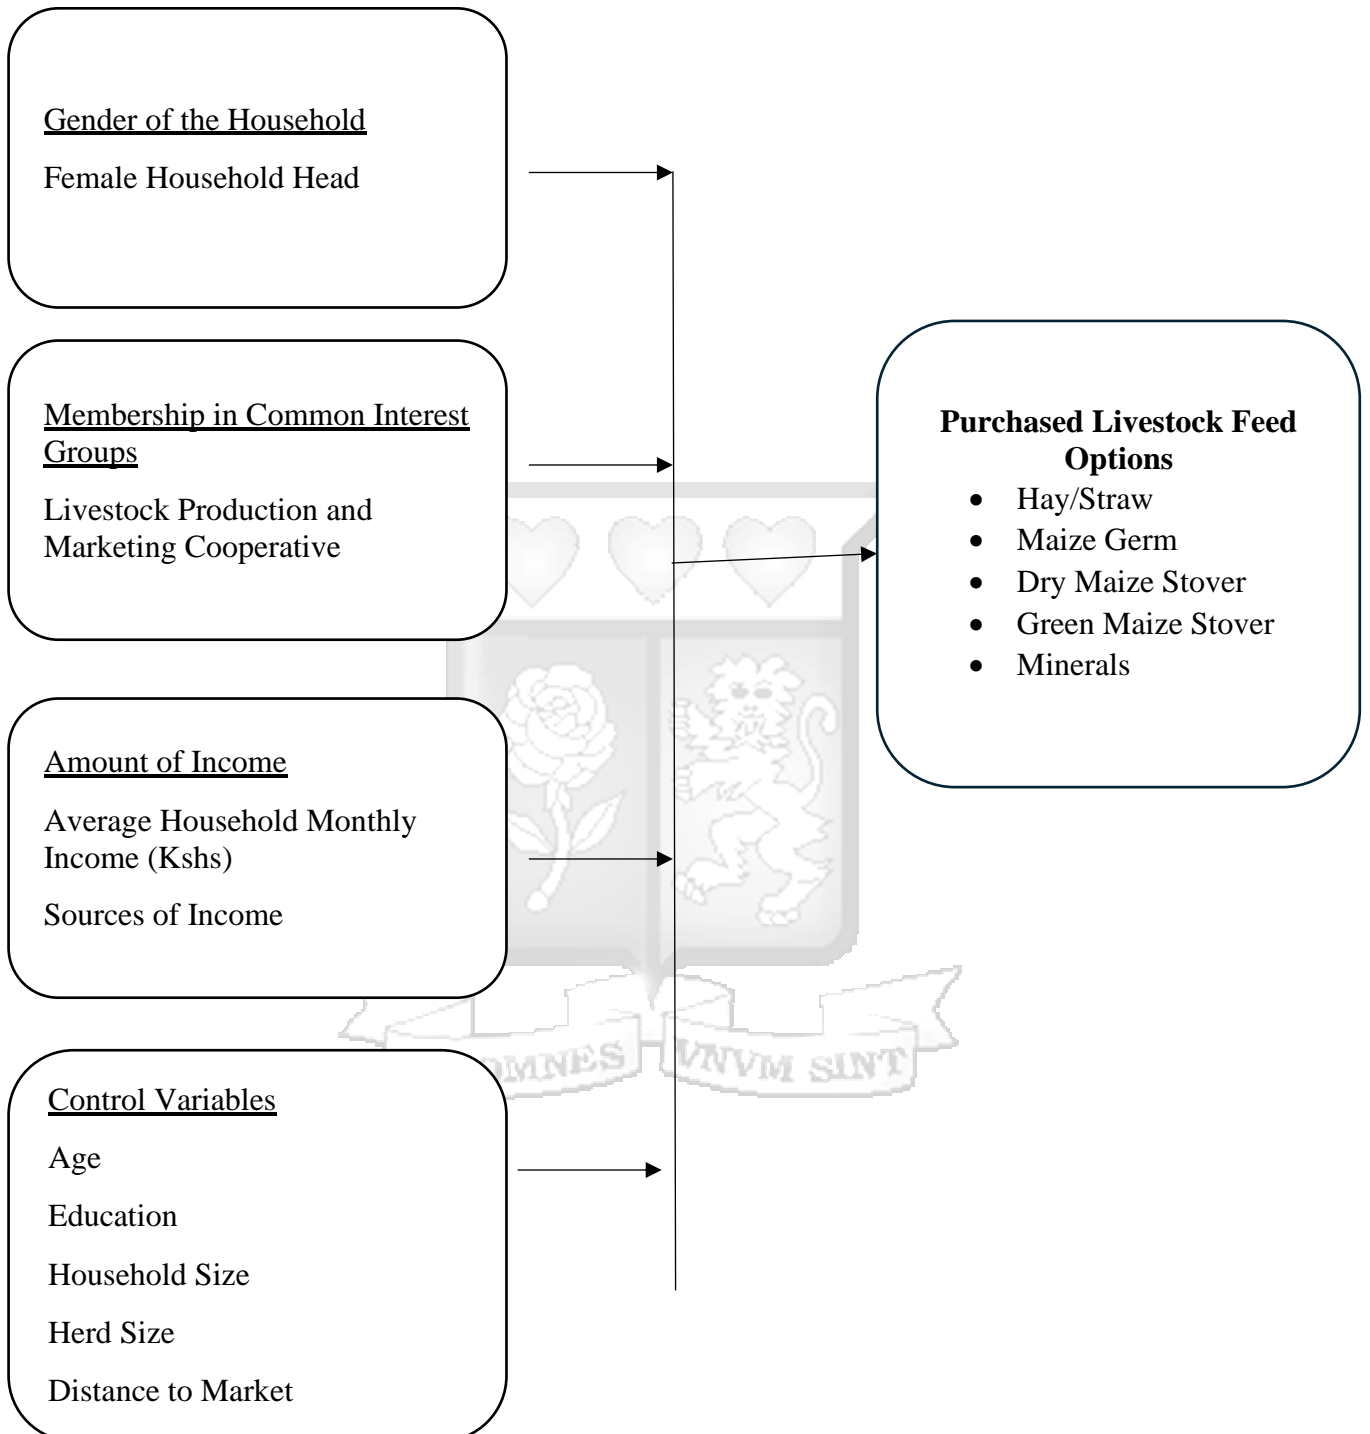 Gender of the Household
Female Household Head
Membership in Common Interest
Groups
Livestock Production and
Marketing Cooperative
Amount of Income
Average Household Monthly
Income (Kshs)
Sources of Income
Control Variables
Age
Education
Household Size
Herd Size
Distance to Market
Purchased Livestock Feed
Options
• Hay/Straw
• Maize Germ
• Dry Maize Stover
• Green Maize Stover
• Minerals
OMNES VNVM SINT